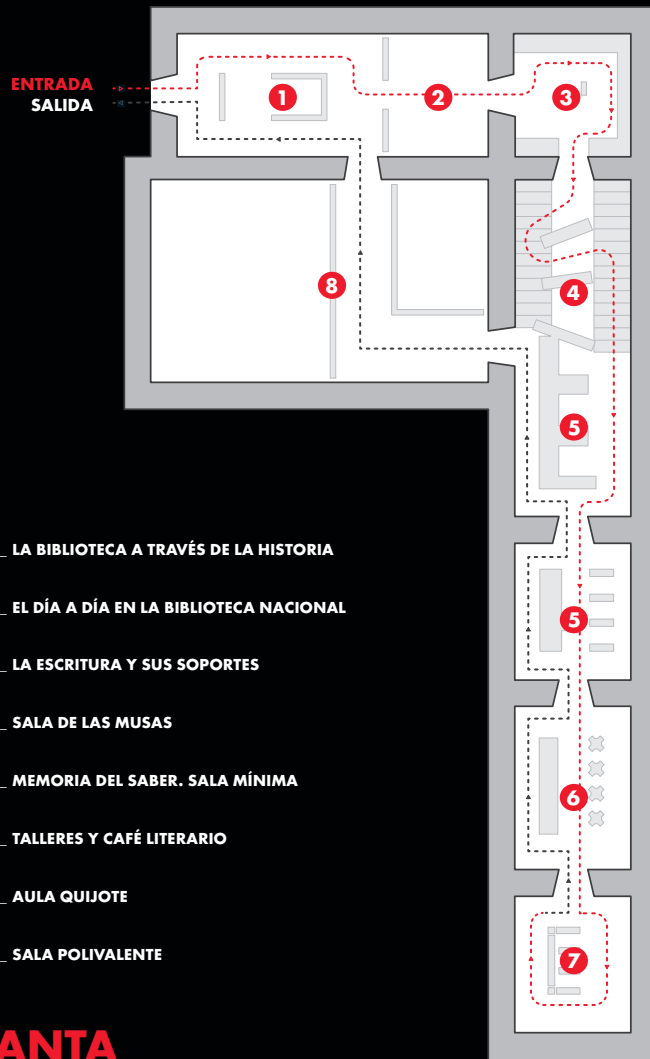 ENTRADA
SALIDA
1
2
3
4
8
5
5
6
7
_ LA BIBLIOTECA A TRAVÉS DE LA HISTORIA
_ EL DÍA A DÍA EN LA BIBLIOTECA NACIONAL
_ LA ESCRITURA Y SUS SOPORTES
_ SALA DE LAS MUSAS
_ MEMORIA DEL SABER. SALA MÍNIMA
_ TALLERES Y CAFÉ LITERARIO
_ AULA QUIJOTE
_ SALA POLIVALENTE
ANTA